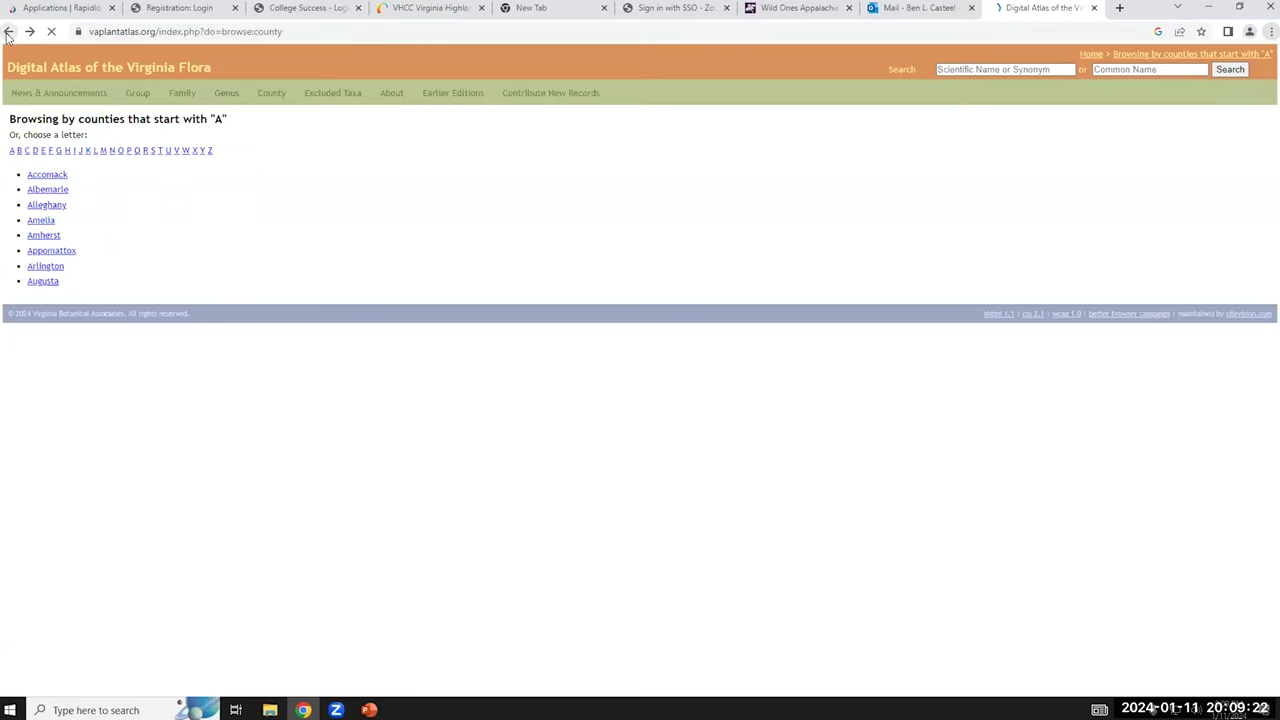 Applications | Rapididen
Registration: Login
College Success - Logi
VHCC Virginia Highla
New Tab
Sign in with SSO - Zoo
Wild Ones Appalachi
Mail - Ben L. Casteel -
Digital Atlas of the Vi
vaplantatlas.org/index.php?do=browse:county
Home > Browsing by counties that start with "A"
Digital Atlas of the Virginia Flora
Search Scientific Name or Synonym or Common Name Search
News & Announcements Group Family Genus County Excluded Taxa About Earlier Editions Contribute New Records
Browsing by counties that start with "A"
Or, choose a letter:
A B C D E F G H I J K L M N O P Q R S T U V W X Y Z
Accomack
Albemarle
Alleghany
Amelia
Amherst
Appomattox
Arlington
Augusta
© 2024 Virginia Botanical Associates. All rights reserved.
xhtml 1.1 | css 2.1 | wcag 1.0 | better browser campaign | maintained by sitevision.com
Type here to search
2024-01-11 20:09:22